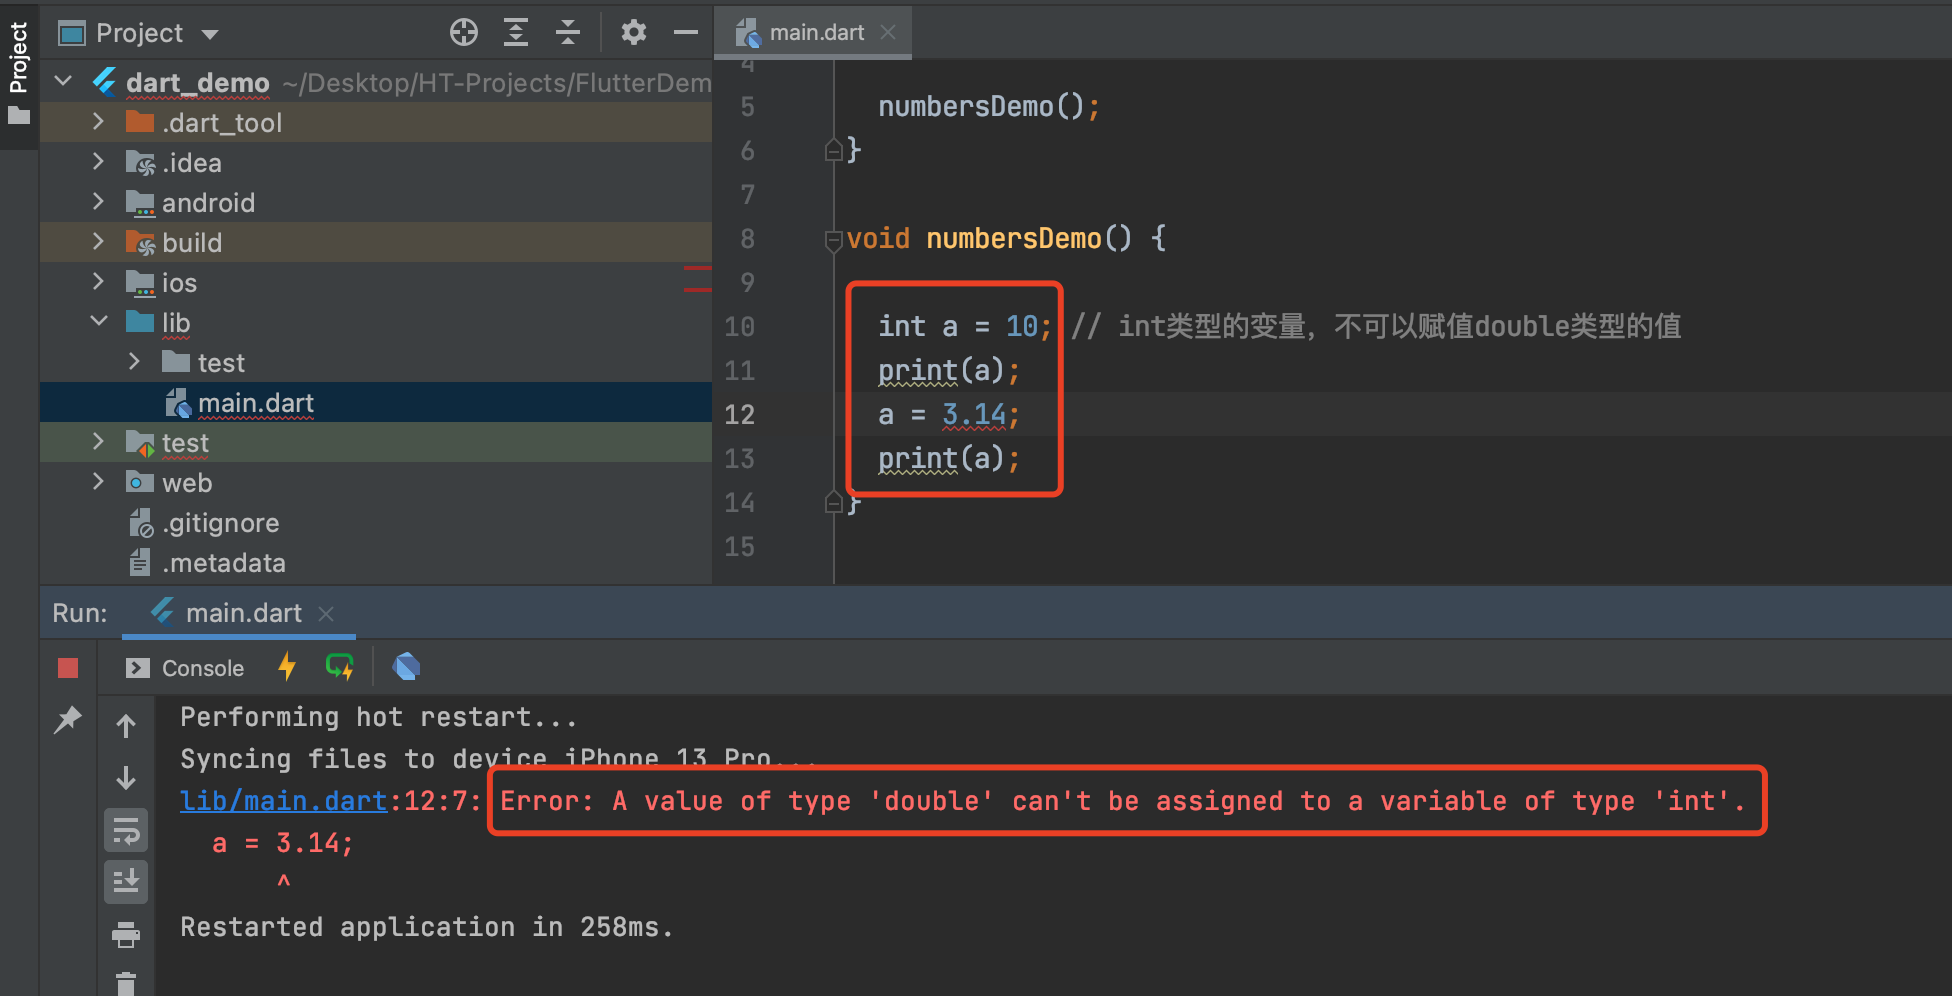 Project
Project
main.dart
dart_demo ~/Desktop/HT-Projects/FlutterDem
.dart_tool
.idea
android
build
ios
lib
test
main.dart
test
web
.gitignore
.metadata
4
5 numbersDemo();
6 }
7
8 void numbersDemo() {
9
10 int a = 10; // int类型的变量，不可以赋值double类型的值
11 print(a);
12 a = 3.14;
13 print(a);
14 }
15
Run: main.dart
Console
Performing hot restart...
Syncing files to device iPhone 13 Pro...
lib/main.dart:12:7: Error: A value of type 'double' can't be assigned to a variable of type 'int'.
a = 3.14;
^
Restarted application in 258ms.